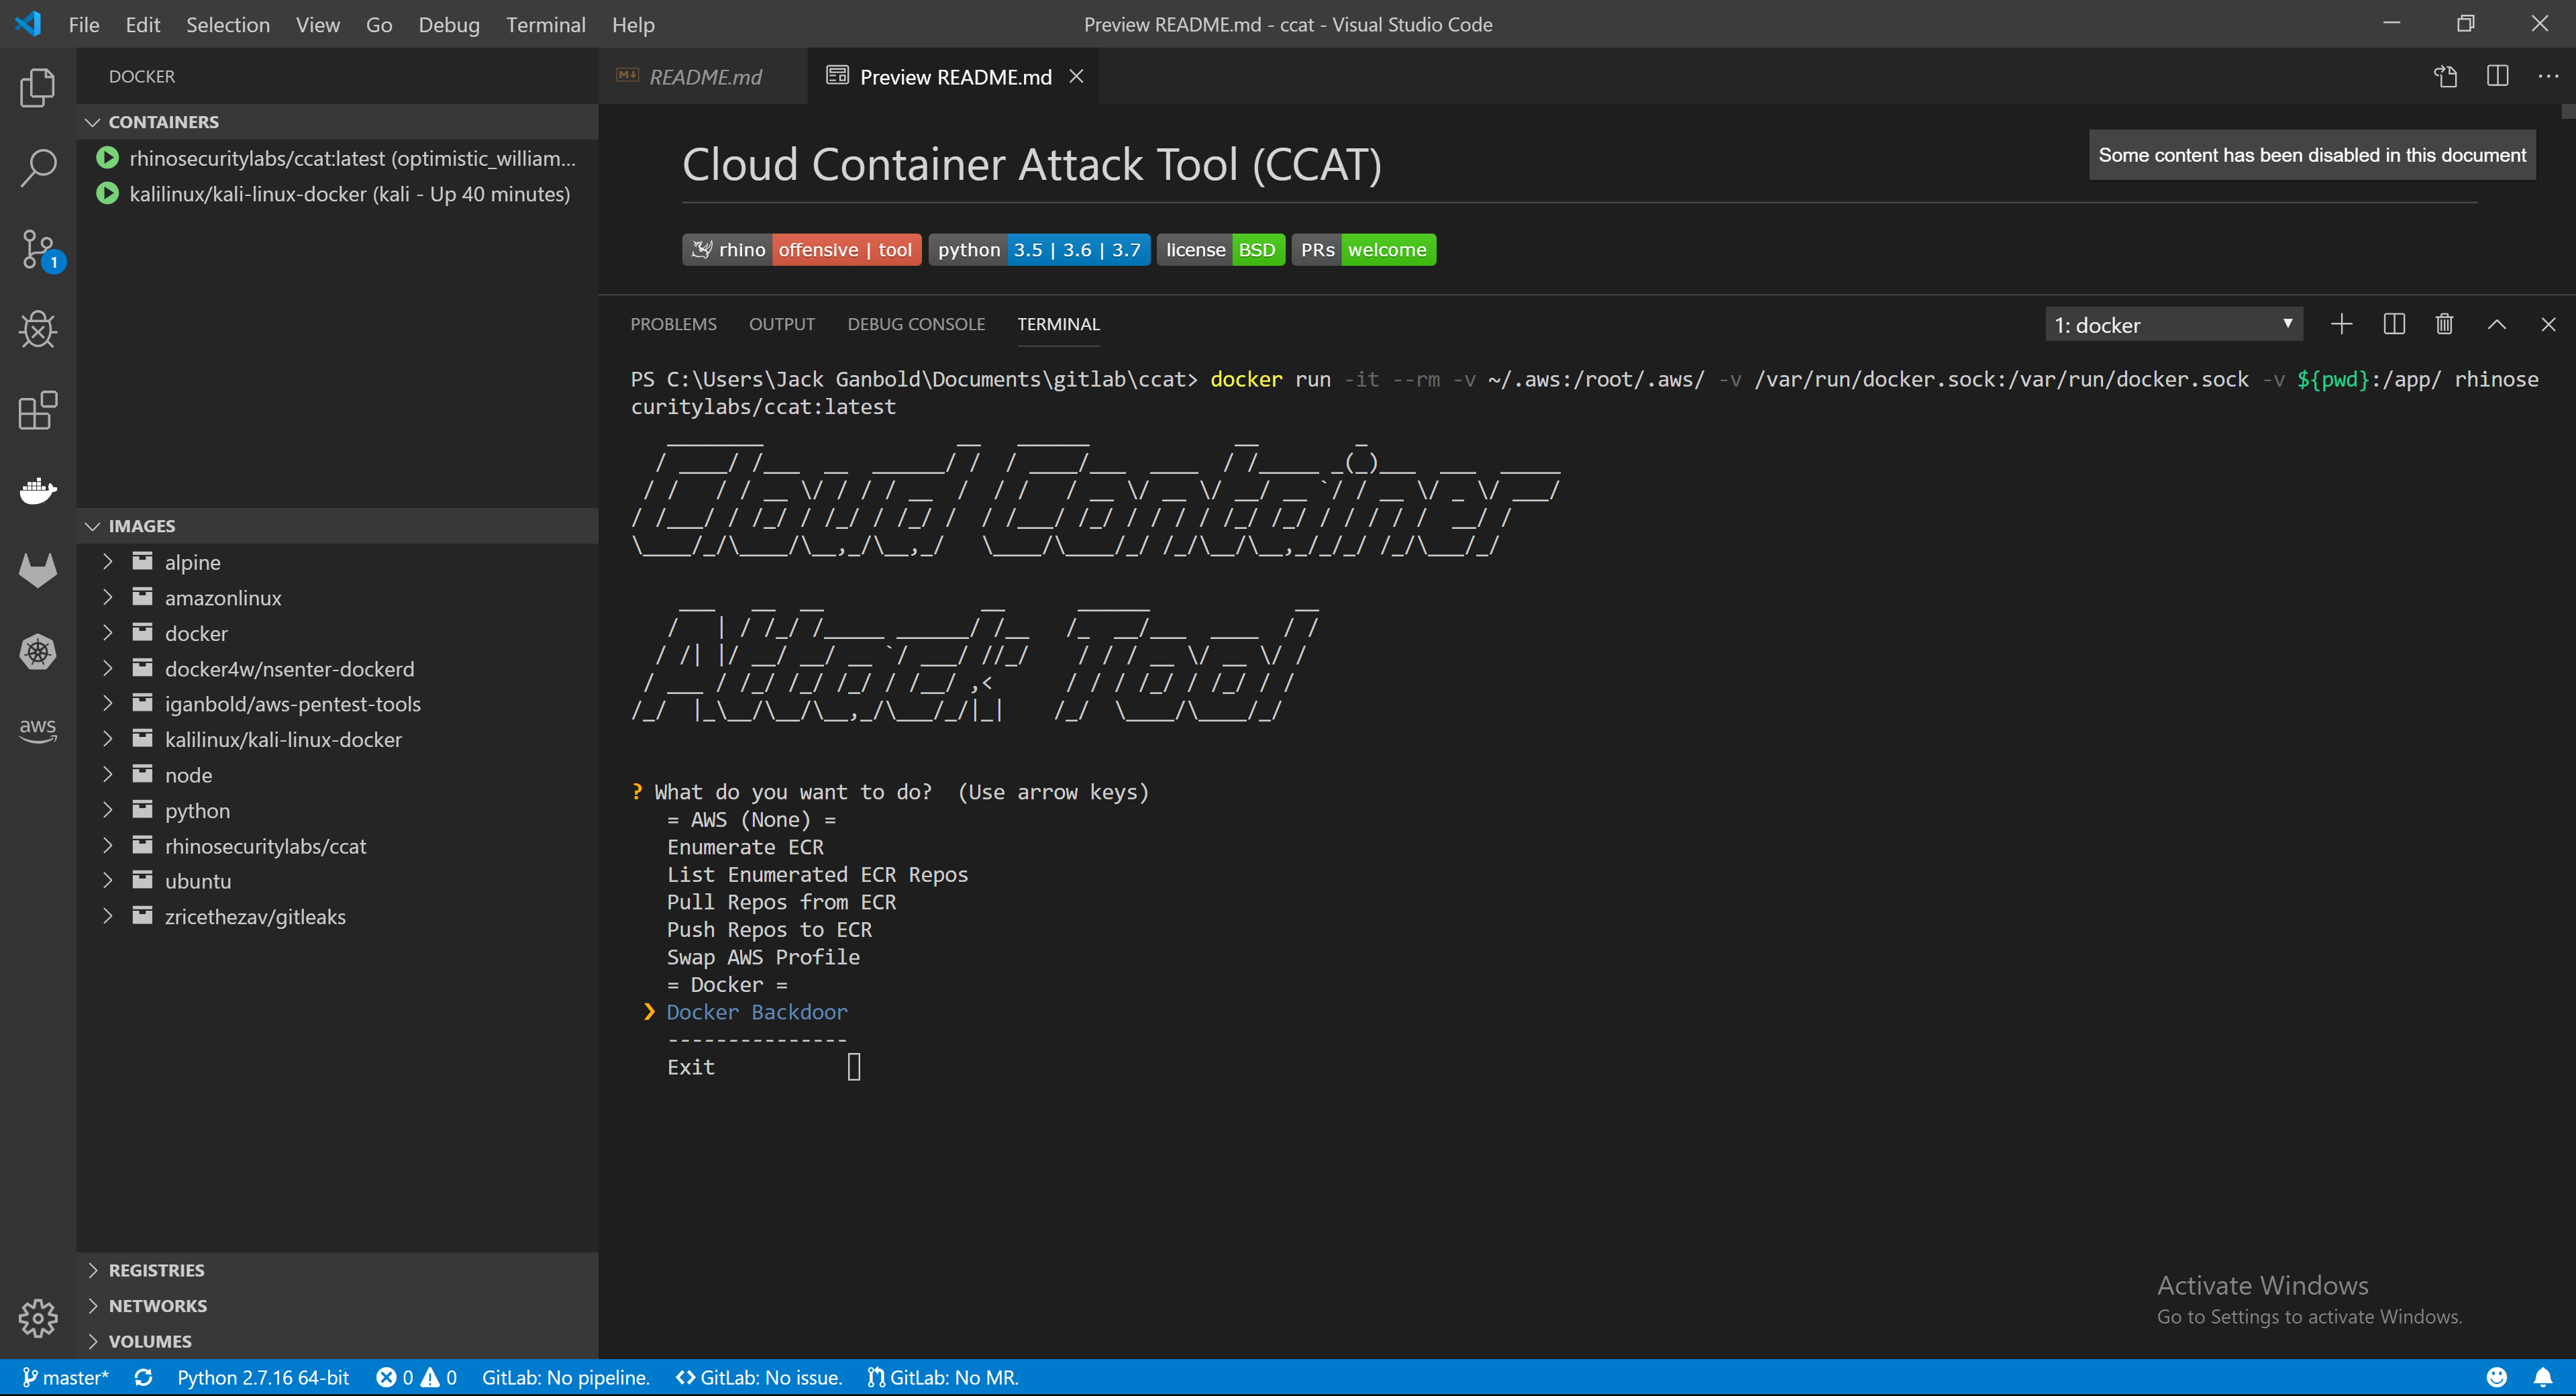 File Edit Selection View Go Debug Terminal Help
Preview README.md - ccat - Visual Studio Code
DOCKER
CONTAINERS
rhinosecuritylabs/ccat:latest (optimistic_william...
kalilinux/kali-linux-docker (kali - Up 40 minutes)
1
IMAGES
alpine
amazonlinux
docker
docker4w/nsenter-dockerd
iganbold/aws-pentest-tools
kalilinux/kali-linux-docker
node
python
rhinosecuritylabs/ccat
ubuntu
zricethezav/gitleaks
aws
REGISTRIES
NETWORKS
VOLUMES
README.md
Preview README.md
Cloud Container Attack Tool (CCAT)
Some content has been disabled in this document
rhino offensive | tool python 3.5 | 3.6 | 3.7 license BSD PRs welcome
PROBLEMS OUTPUT DEBUG CONSOLE TERMINAL
1: docker
PS C:\Users\Jack Ganbold\Documents\gitlab\ccat> docker run -it --rm -v ~/.aws:/root/.aws/ -v /var/run/docker.sock:/var/run/docker.sock -v ${pwd}:/app/ rhinose
curitylabs/ccat:latest
Cloud Container
Attack Tool
? What do you want to do? (Use arrow keys)
= AWS (None) =
Enumerate ECR
List Enumerated ECR Repos
Pull Repos from ECR
Push Repos to ECR
Swap AWS Profile
= Docker =
❯ Docker Backdoor
---------------
Exit
Activate Windows
Go to Settings to activate Windows.
master* Python 2.7.16 64-bit 0 0 GitLab: No pipeline. GitLab: No issue. GitLab: No MR.